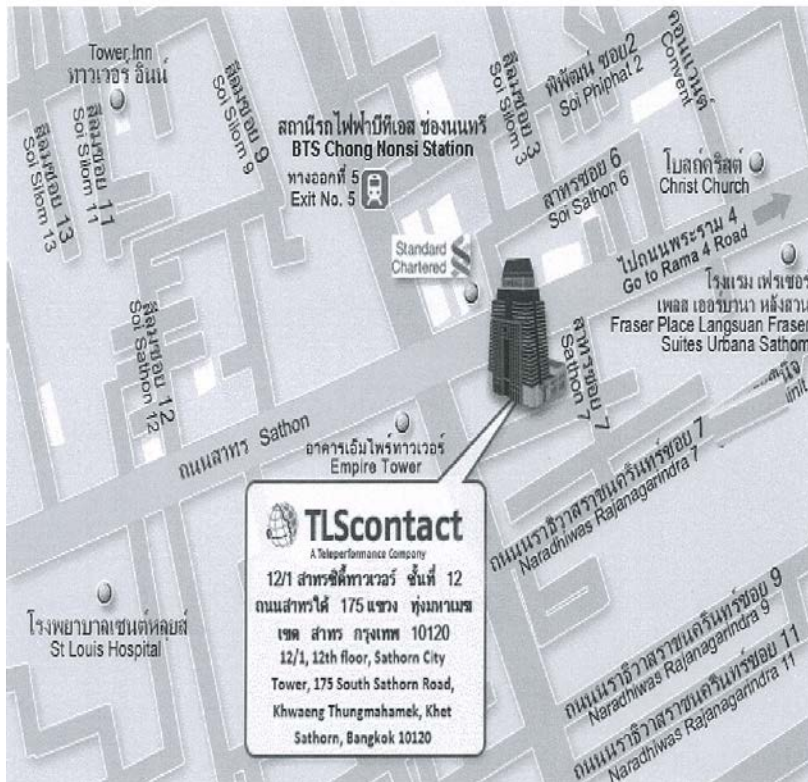 Tower Inn
ทาวเวอร์ อินน์
สีลมซอย 9
Soi Silom 9
สีลมซอย 11
Soi Silom 11
สีลมซอย 13
Soi Silom 13
สถานีรถไฟฟ้าบีทีเอส ช่องนนทรี
BTS Chong Nonsi Station
ทางออกที่ 5
Exit No. 5
สีลมซอย 3
Soi Silom 3
พิพัฒน์ ซอย2
Soi Phiphat 2
คอนแวนต์
Convent
สาทรซอย 6
Soi Sathon 6
โบสถ์คริสต์
Christ Church
Standard
Chartered
ไปถนนพระราม 4
Go to Rama 4 Road
โรงแรม เฟรเซอร์
เพลส เออร์บานา หลังสวน
Fraser Place Langsuan Fraser
Suites Urbana Sathorn
สีลมซอย 12
Soi Sathon 12
สาทรซอย 7
Sathon 7
ถนนสาทร Sathon
อาคารเอ็มไพร์ทาวเวอร์
Empire Tower
ถนนนราธิวาสราชนครินทร์ซอย 7
Naradhiwas Rajanagarindra 7
TLScontact
A Teleperformance Company
12/1 สาทรซิตี้ทาวเวอร์ ชั้นที่ 12
ถนนสาทรใต้ 175 แขวง ทุ่งมหาเมฆ
เขต สาทร กรุงเทพ 10120
12/1, 12th floor, Sathorn City
Tower, 175 South Sathorn Road,
Khwaeng Thungmahamek, Khet
Sathorn, Bangkok 10120
โรงพยาบาลเซนต์หลุยส์
St Louis Hospital
ถนนนราธิวาสราชนครินทร์ซอย 9
Naradhiwas Rajanagarindra 9
ถนนนราธิวาสราชนครินทร์ซอย 11
Naradhiwas Rajanagarindra 11